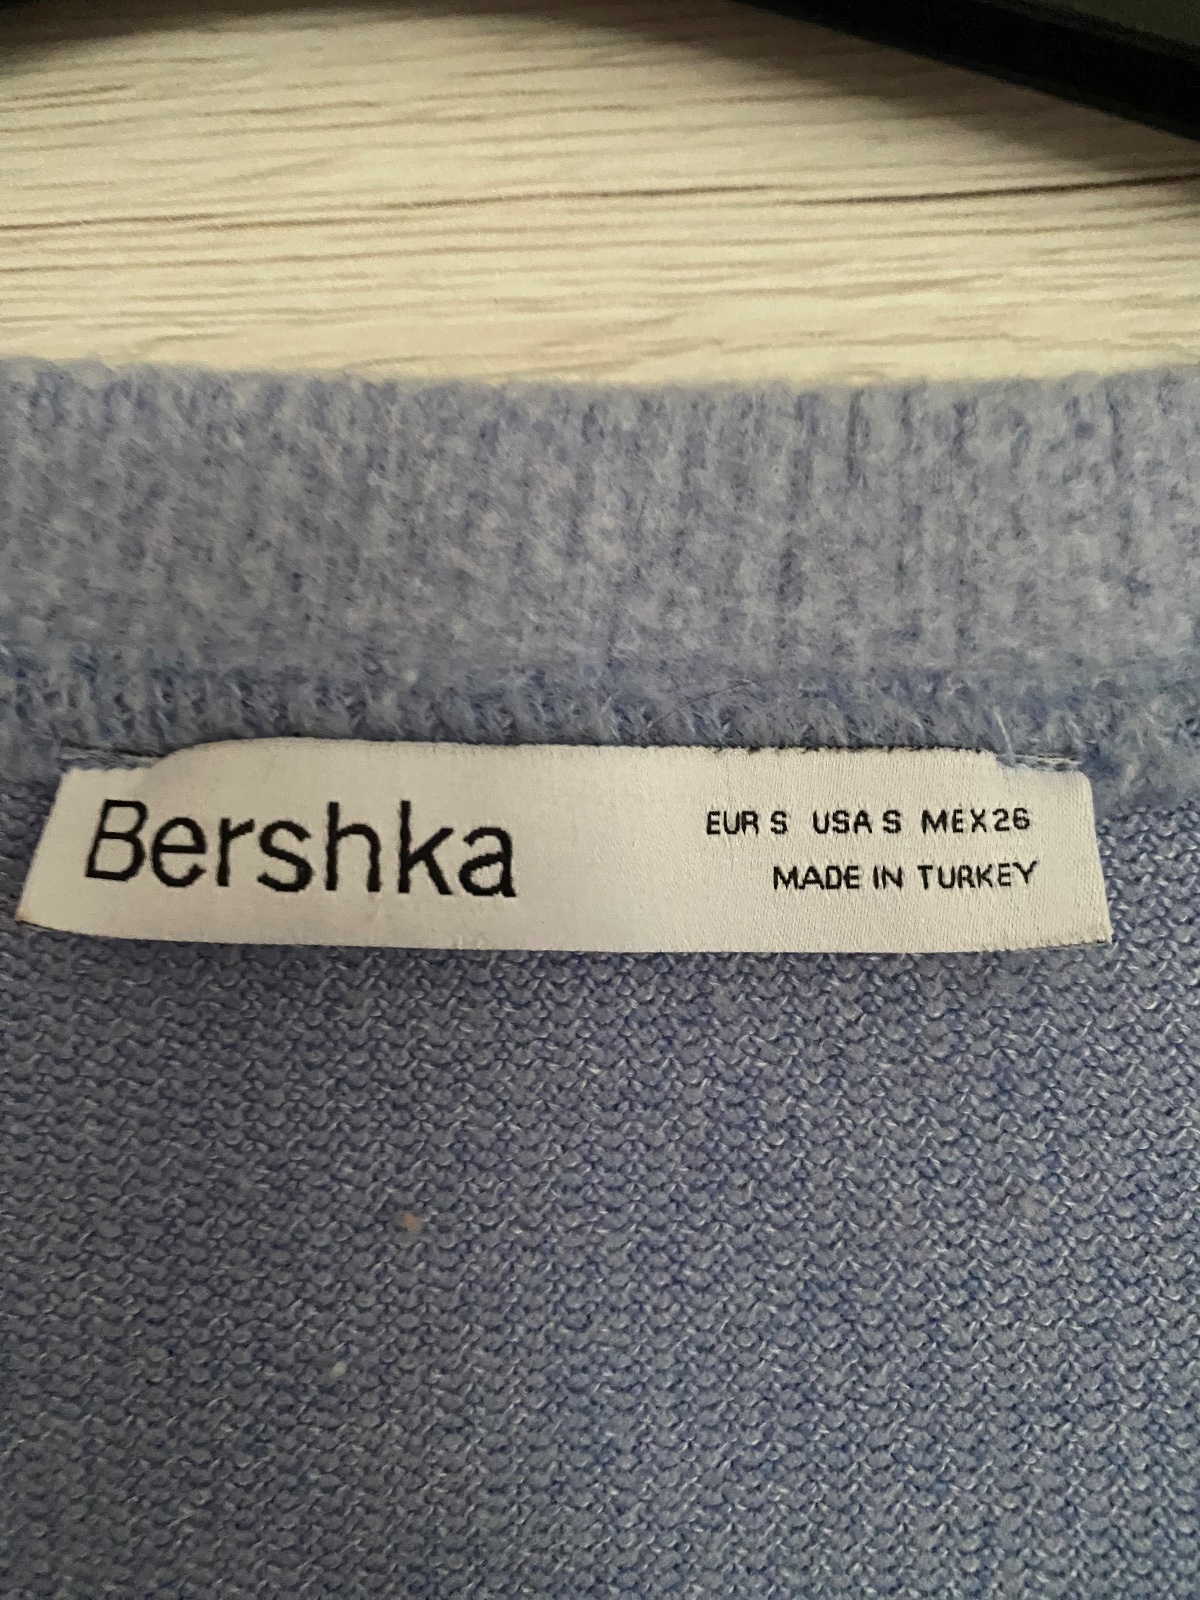 Bershka
EUR S USA S MEX 26
MADE IN TURKEY